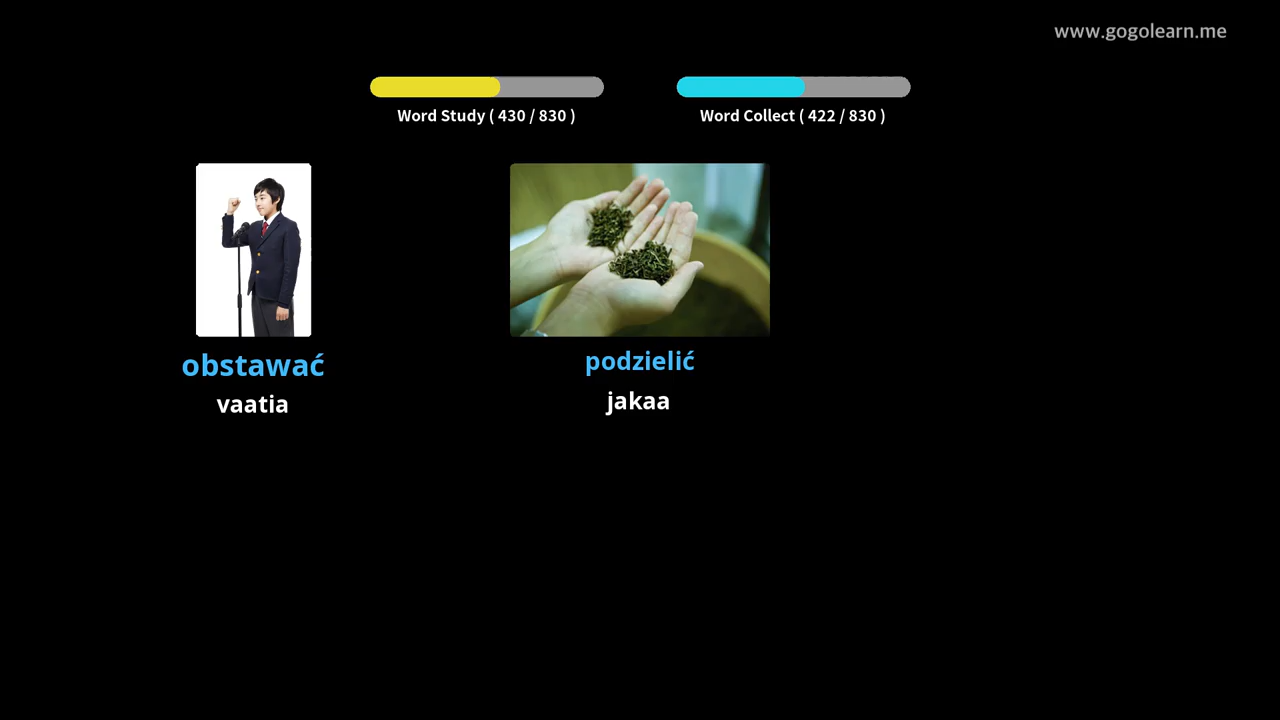 www.gogolearn.me
Word Study ( 430 / 830 )
Word Collect ( 422 / 830 )
obstawać
vaatia
podzielić
jakaa